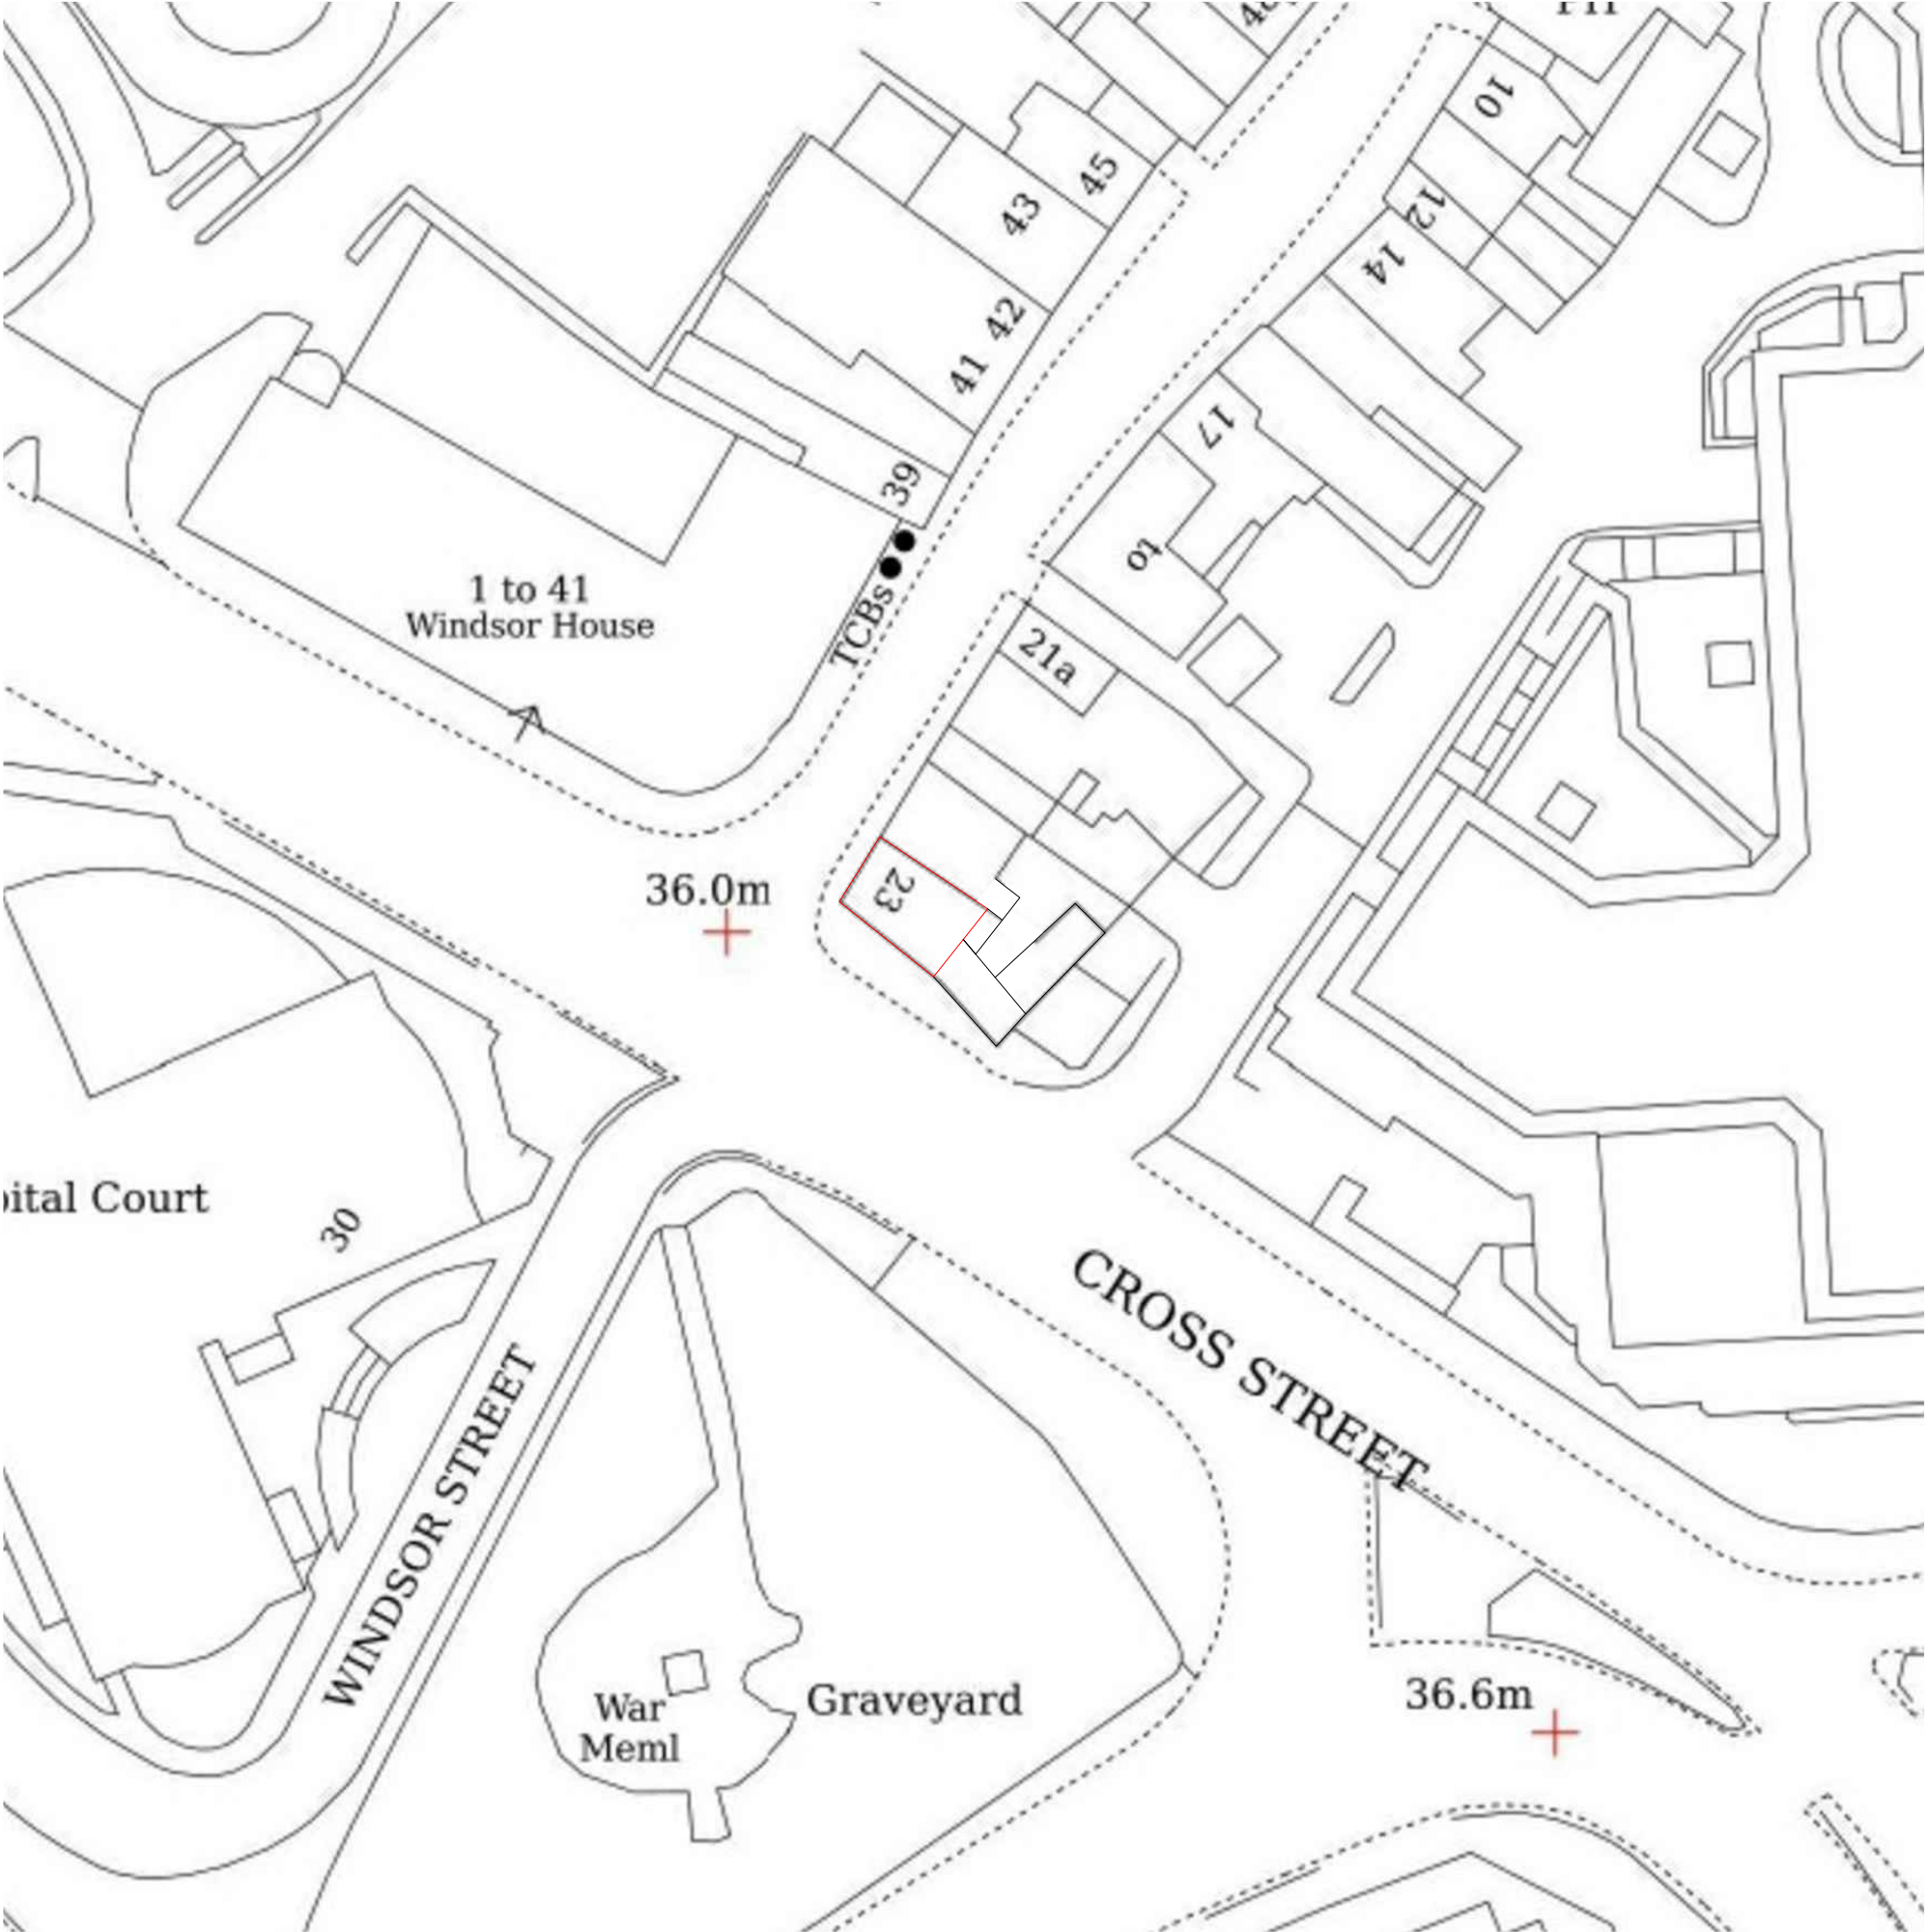 10
45
43
12
14
42
41
17
39
to
1 to 41
Windsor House
TCBs
21a
23
36.0m
pital Court
30
CROSS STREET
WINDSOR STREET
War
Meml
Graveyard
36.6m